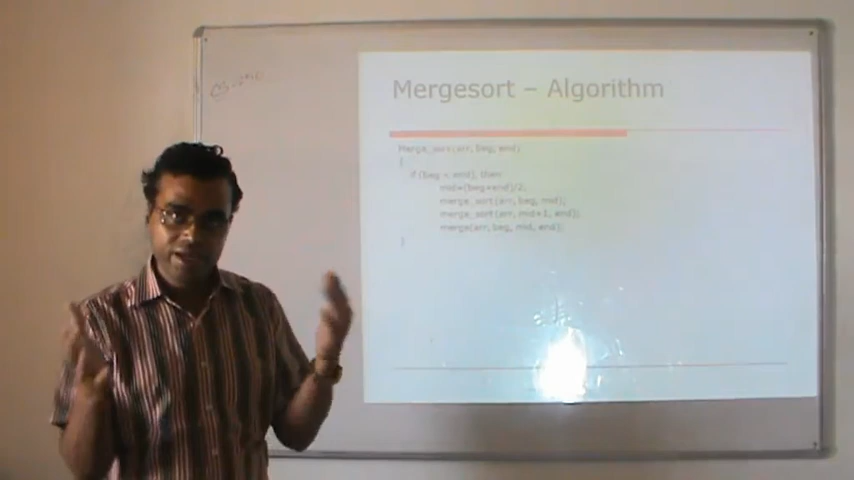 Mergesort – Algorithm
Merge_sort(arr, beg, end)
{
if (beg < end), then
mid=(beg+end)/2;
merge_sort(arr, beg, mid);
merge_sort(arr, mid+1, end);
merge(arr, beg, mid, end);
}